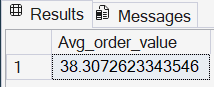 Results Messages
Avg_order_value
1 38.3072623343546